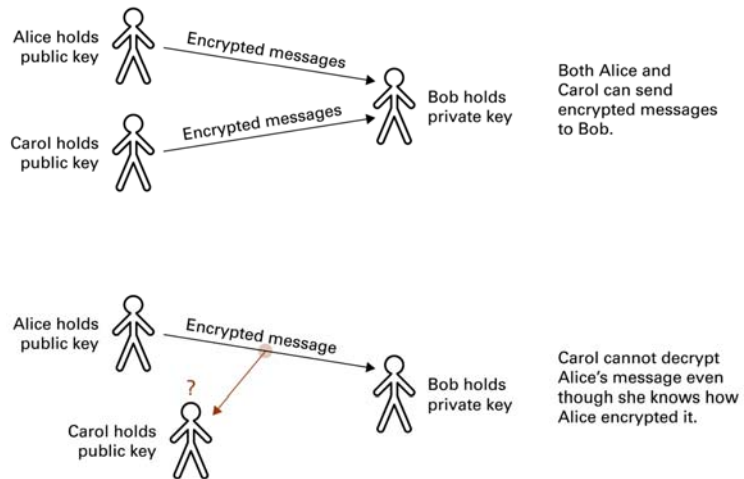 Alice holds
public key
Encrypted messages
Carol holds
public key
Encrypted messages
Bob holds
private key
Both Alice and
Carol can send
encrypted messages
to Bob.
Alice holds
public key
Encrypted message
?
Carol holds
public key
Bob holds
private key
Carol cannot decrypt
Alice's message even
though she knows how
Alice encrypted it.